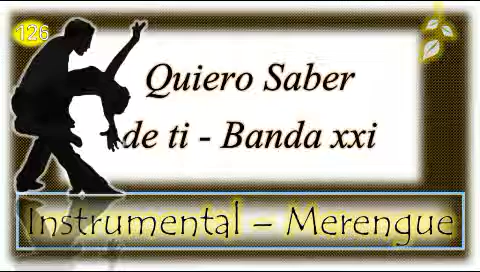 126
Quiero Saber
de ti - Banda xxi
Instrumental – Merengue